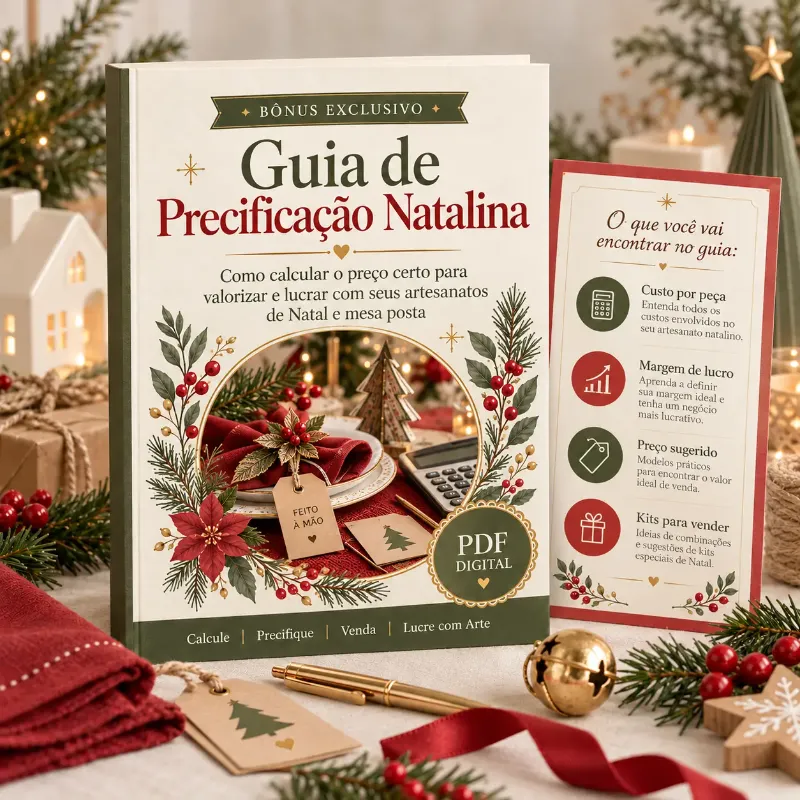 BÔNUS EXCLUSIVO
Guia de
Precificação Natalina
Como calcular o preço certo para
valorizar e lucrar com seus artesanatos
de Natal e mesa posta
FEITO
À MÃO
PDF
DIGITAL
Calcule | Precifique | Venda | Lucre com Arte
O que você vai
encontrar no guia:
Custo por peça
Entenda todos os
custos envolvidos no
seu artesanato natalino.
Margem de lucro
Aprenda a definir
sua margem ideal e
tenha um negócio
mais lucrativo.
Preço sugerido
Modelos práticos
para encontrar o valor
ideal de venda.
Kits para vender
Ideias de combinações
e sugestões de kits
especiais de Natal.